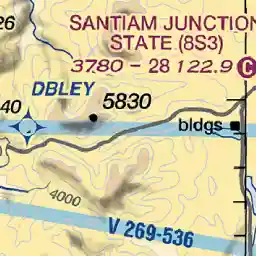 26
SANTIAM JUNCTION
STATE (8S3)
3780 - 28 122.9 C
DBLEY
5830
40
bldgs
4000
V 269-536